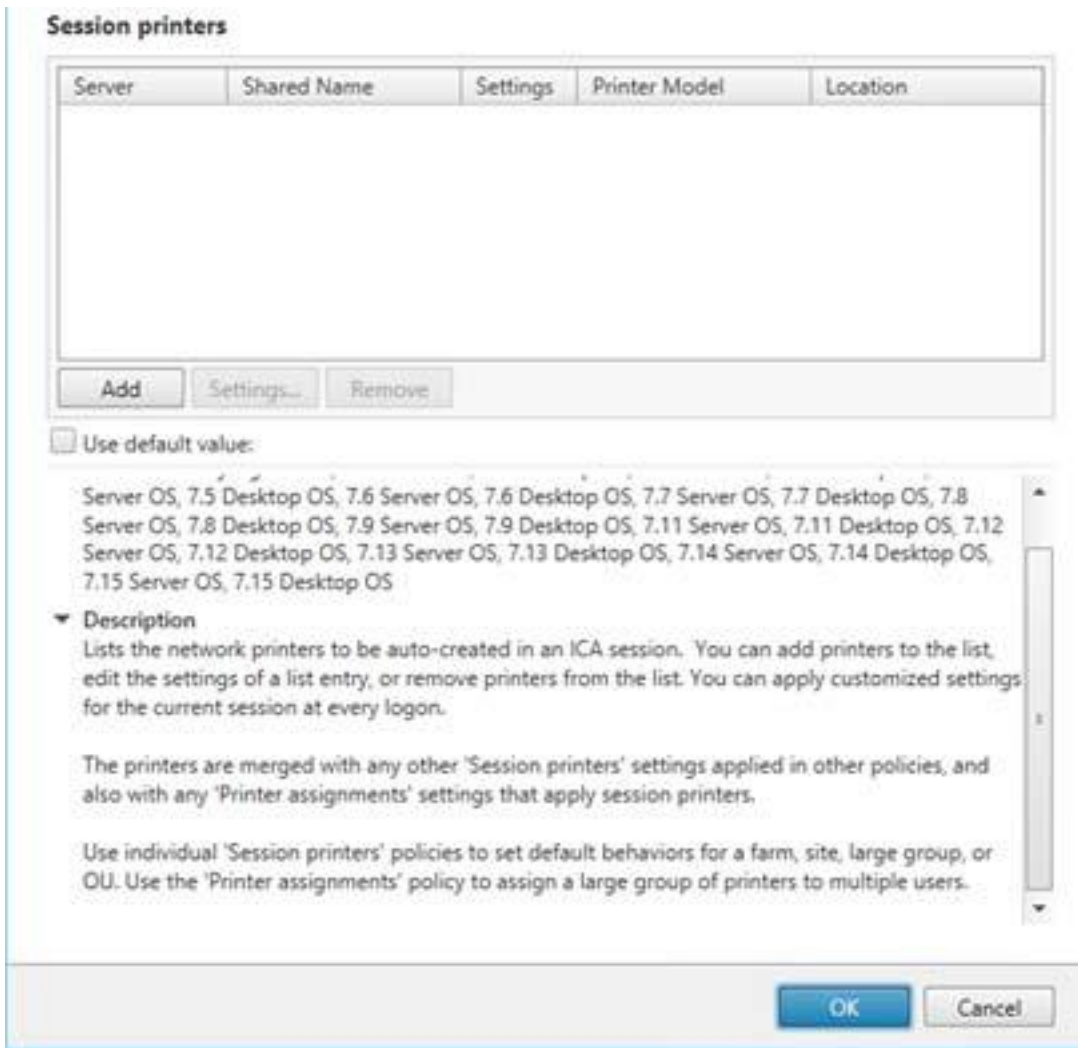 Session printers
Server Shared Name Settings Printer Model Location
Add Settings... Remove
Use default value:
Server OS, 7.5 Desktop OS, 7.6 Server OS, 7.6 Desktop OS, 7.7 Server OS, 7.7 Desktop OS, 7.8
Server OS, 7.8 Desktop OS, 7.9 Server OS, 7.9 Desktop OS, 7.11 Server OS, 7.11 Desktop OS, 7.12
Server OS, 7.12 Desktop OS, 7.13 Server OS, 7.13 Desktop OS, 7.14 Server OS, 7.14 Desktop OS,
7.15 Server OS, 7.15 Desktop OS
Description
Lists the network printers to be auto-created in an ICA session. You can add printers to the list,
edit the settings of a list entry, or remove printers from the list. You can apply customized settings
for the current session at every logon.
The printers are merged with any other 'Session printers' settings applied in other policies, and
also with any 'Printer assignments' settings that apply session printers.
Use individual 'Session printers' policies to set default behaviors for a farm, site, large group, or
OU. Use the 'Printer assignments' policy to assign a large group of printers to multiple users.
OK Cancel